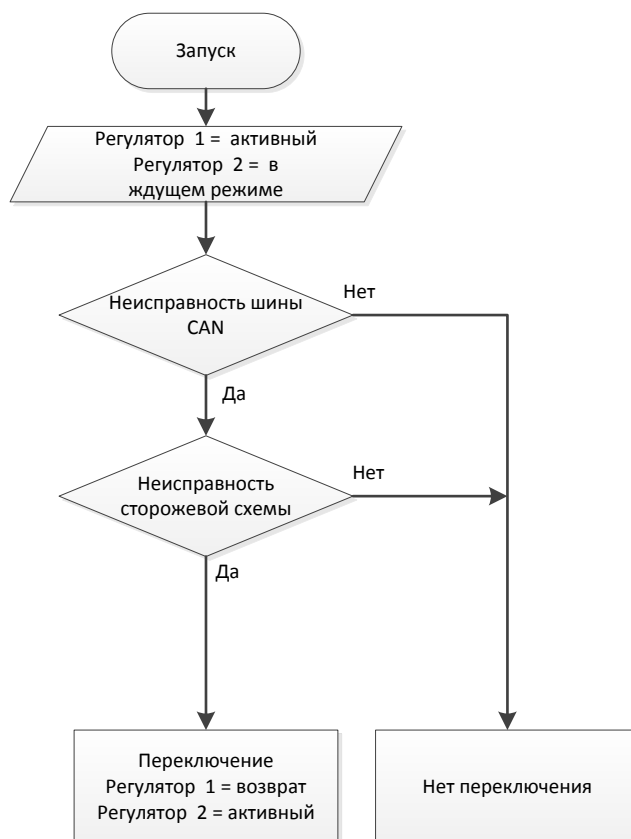 Запуск
Регулятор 1 = активный
Регулятор 2 = в
ждущем режиме
Неисправность шины
CAN
Нет
Да
Неисправность
сторожевой схемы
Нет
Да
Переключение
Регулятор 1 = возврат
Регулятор 2 = активный
Нет переключения